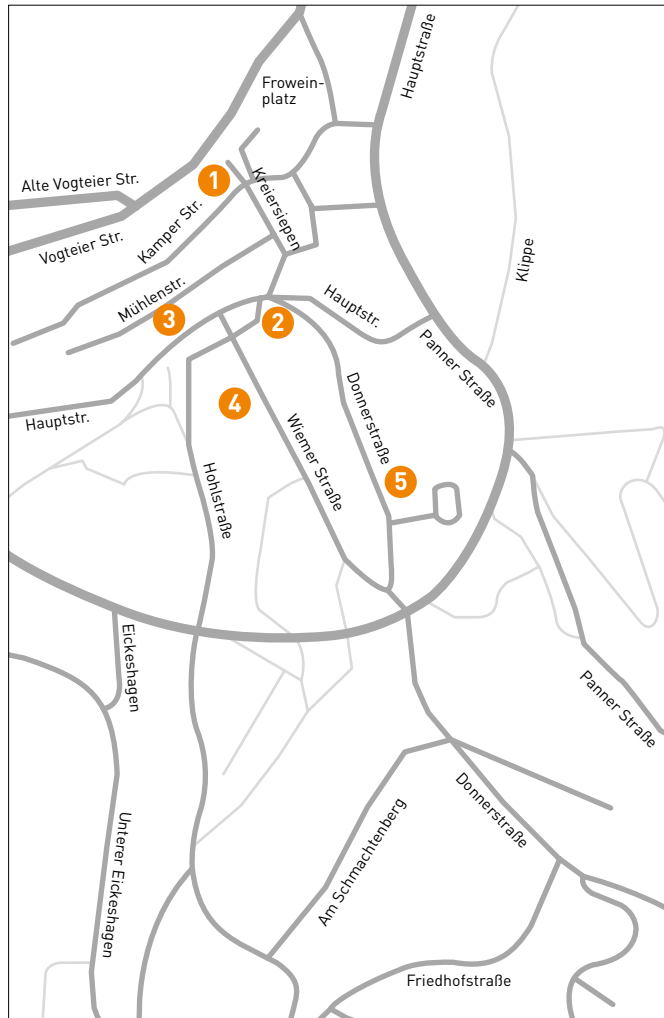 Hauptstraße
Frowein-
platz
Alte Vogteier Str.
1
Kreiersiepen
Kamper Str.
Vogteier Str.
Klippe
Mühlenstr.
Hauptstr.
3
2
Panner Straße
4
Donnerstraße
Hauptstr.
Wiemer Straße
5
Hohlstraße
Eickeshagen
Panner Straße
Donnerstraße
Am Schmachtenberg
Unterer Eickeshagen
Friedhofstraße